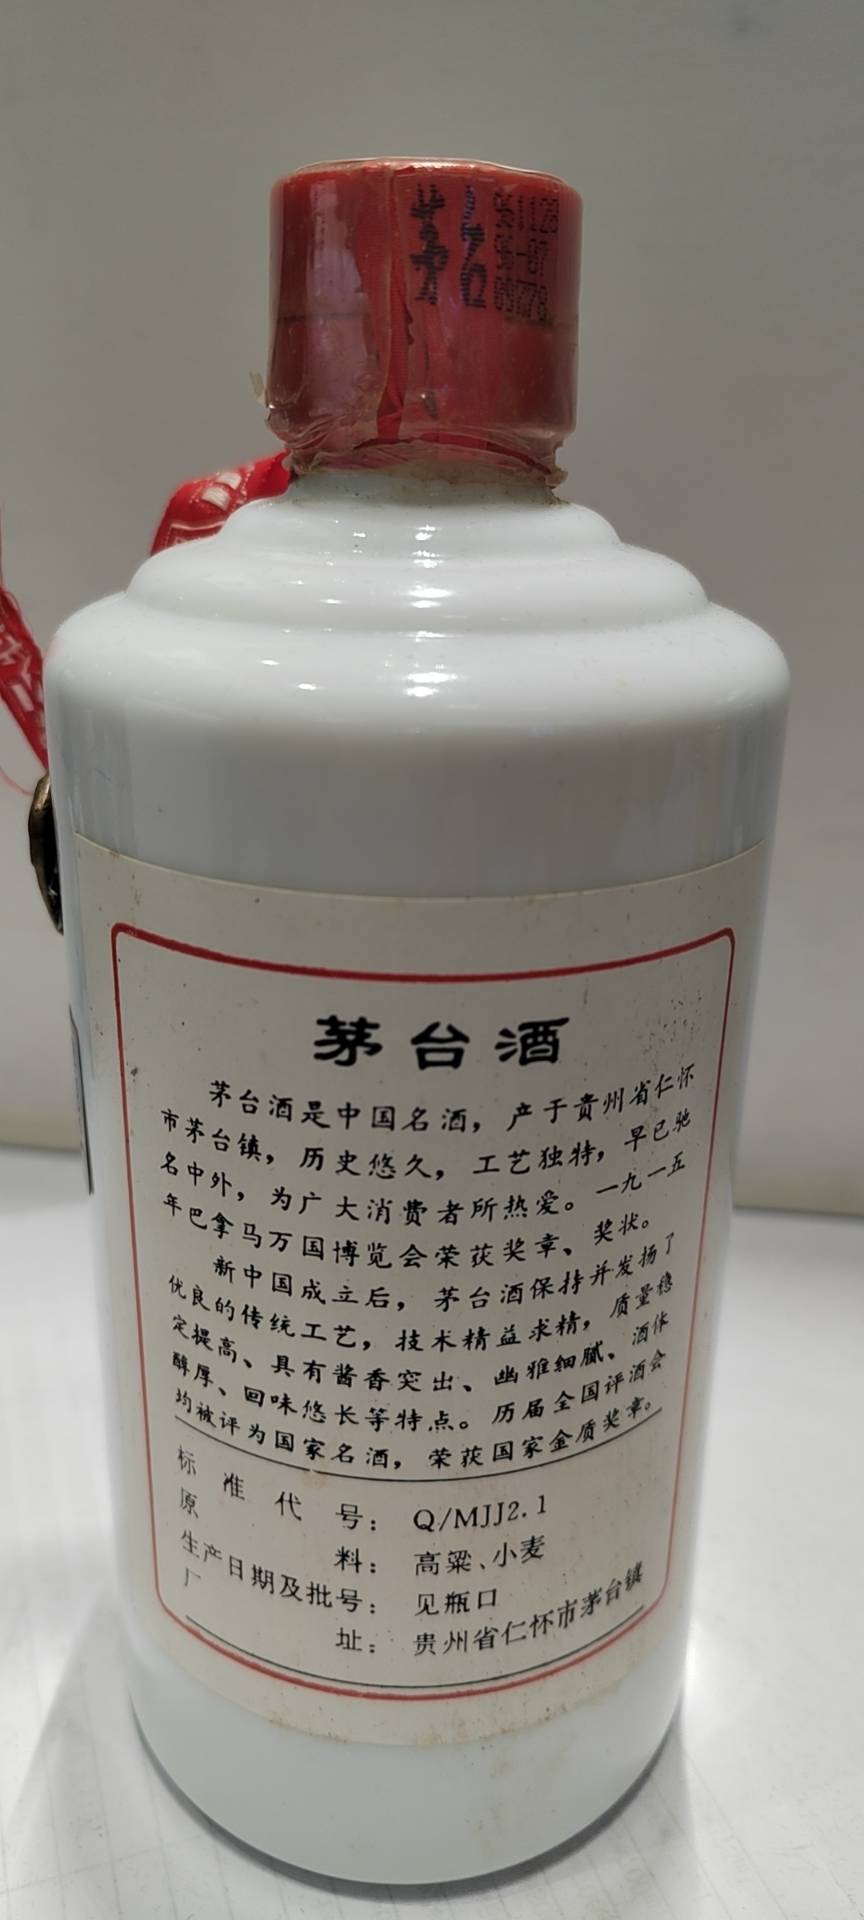 茅台
961128
96-07
茅台酒
茅台酒是中国名酒，产于贵州省仁怀
市茅台镇，历史悠久，工艺独特，早已驰
名中外，为广大消费者所热爱。一九一五
年巴拿马万国博览会荣获奖章、奖状。
新中国成立后，茅台酒保持并发扬了
优良的传统工艺，技术精益求精，质量稳
定提高、具有酱香突出、幽雅细腻、酒体
醇厚、回味悠长等特点。历届全国评酒会
均被评为国家名酒，荣获国家金质奖章。
标准代号：Q/MJJ2.1
原料：高粱、小麦
生产日期及批号：见瓶口
厂址：贵州省仁怀市茅台镇